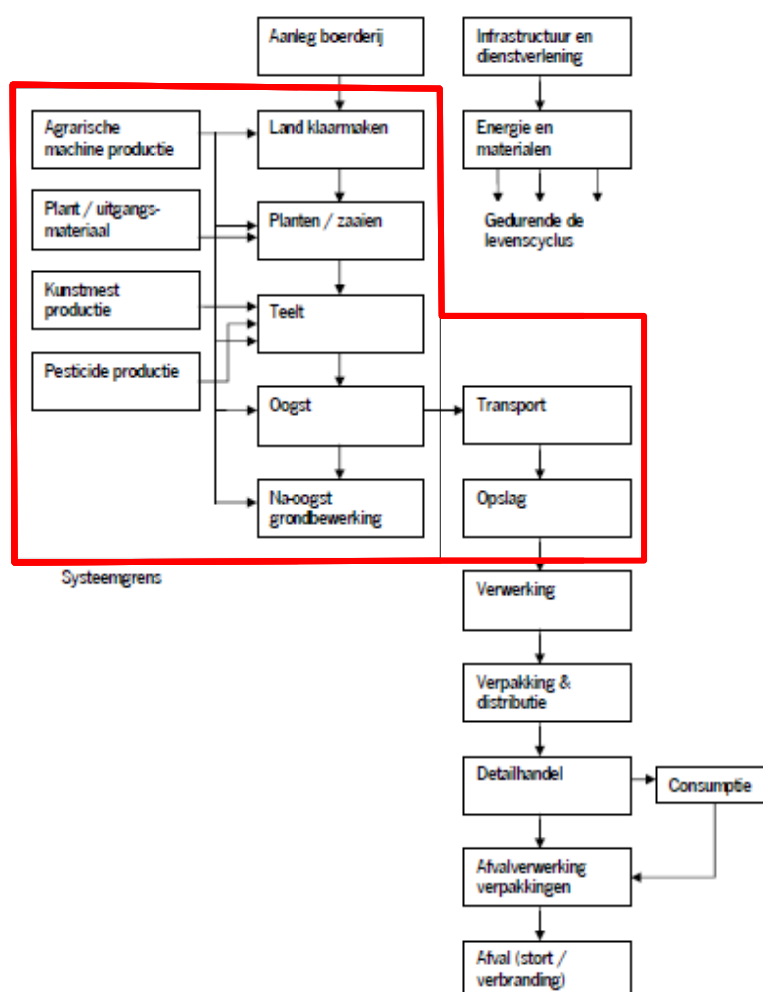 Aanleg boerderij
Infrastructuur en
dienstverlening
Agrarische
machine productie
Land klaarmaken
Energie en
materialen
Plant / uitgangs-
materiaal
Planten / zaaien
Gedurende de
levenscyclus
Kunstmest
productie
Teelt
Pesticide productie
Oogst
Transport
Na-oogst
grondbewerking
Opslag
Systeemgrens
Verwerking
Verpakking &
distributie
Detailhandel
Consumptie
Afvalverwerking
verpakkingen
Afval (stort /
verbranding)